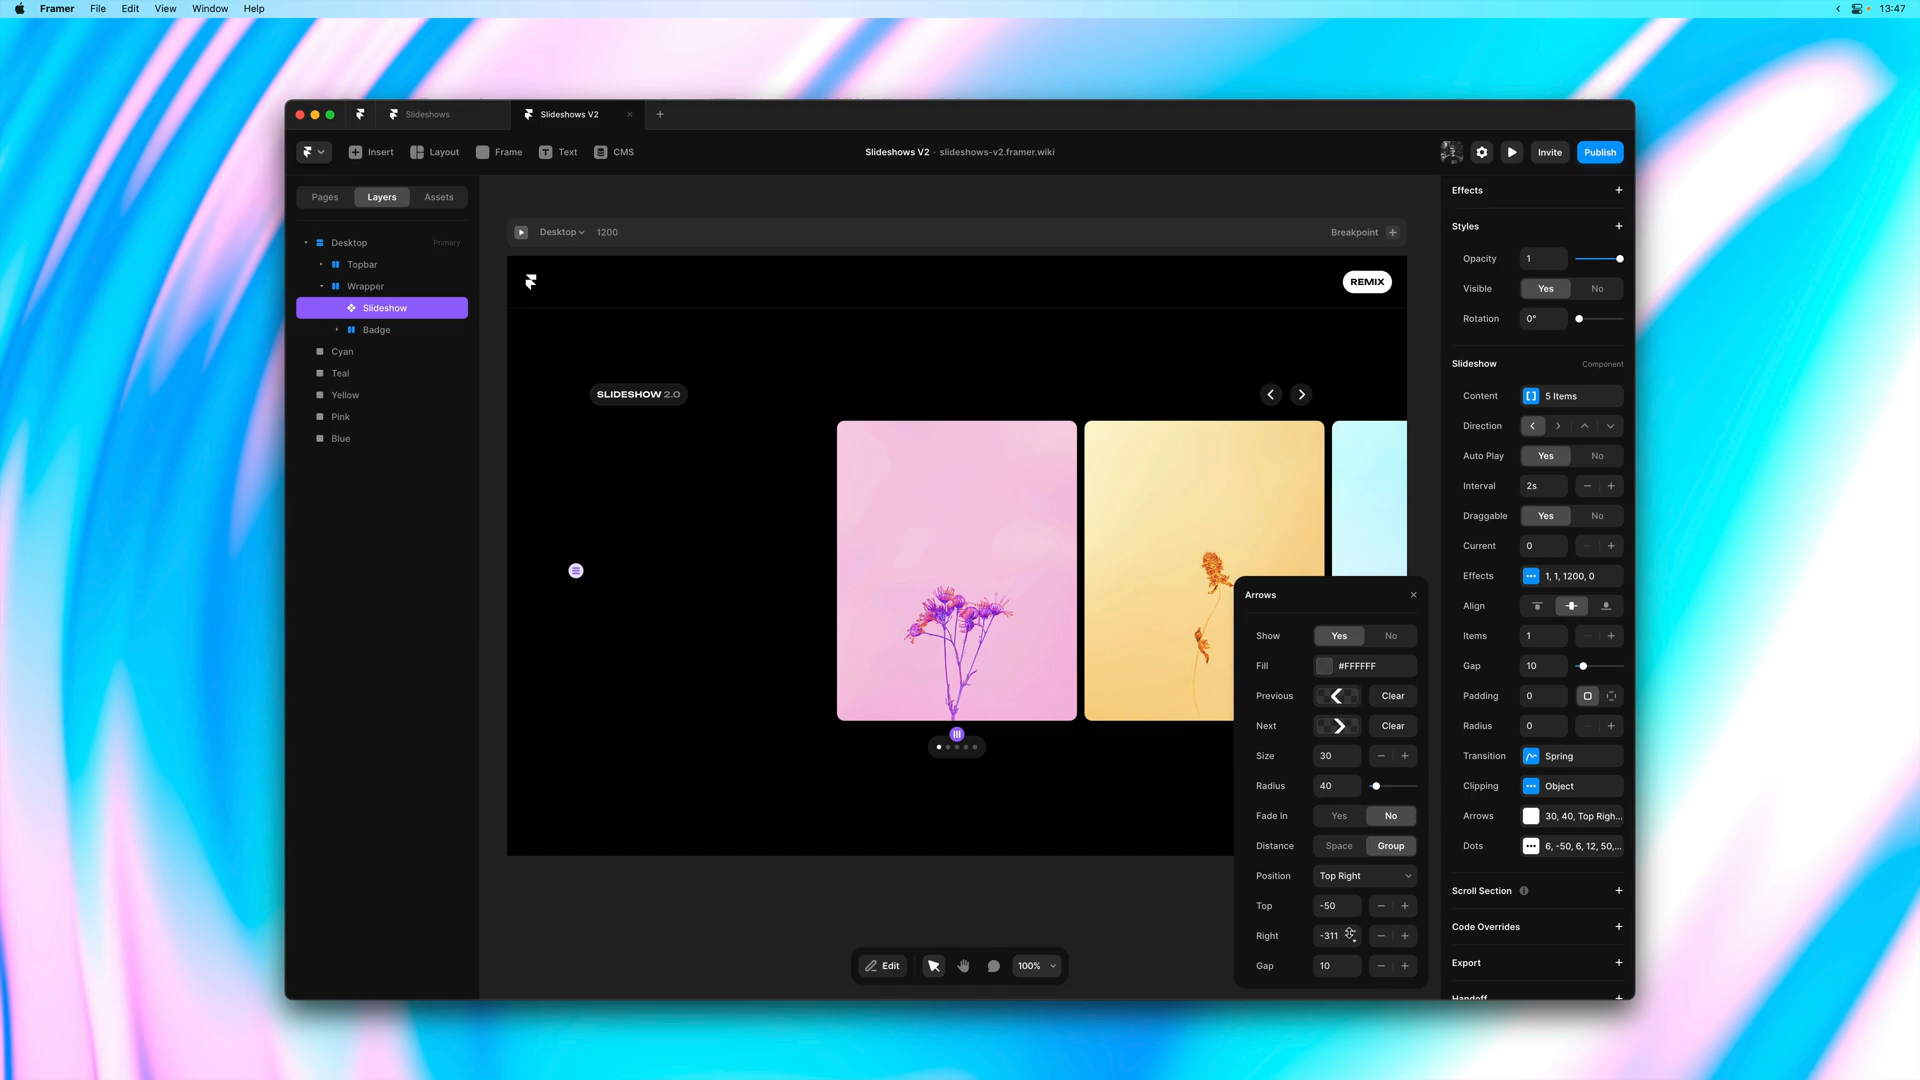 Framer File Edit View Window Help
13:47
Slideshows
Slideshows V2
Insert Layout Frame Text CMS
Slideshows V2 · slideshows-v2.framer.wiki
Invite Publish
Pages Layers Assets
Desktop Primary
Topbar
Wrapper
Slideshow
Badge
Cyan
Teal
Yellow
Pink
Blue
Desktop 1200
Breakpoint
REMIX
SLIDESHOW 2.0
Edit
100%
Arrows
Show Yes No
Fill #FFFFFF
Previous Clear
Next Clear
Size 30
Radius 40
Fade In Yes No
Distance Space Group
Position Top Right
Top -50
Right -311
Gap 10
Effects
Styles
Opacity 1
Visible Yes No
Rotation 0°
Slideshow Component
Content 5 Items
Direction
Auto Play Yes No
Interval 2s
Draggable Yes No
Current 0
Effects 1, 1, 1200, 0
Align
Items 1
Gap 10
Padding 0
Radius 0
Transition Spring
Clipping Object
Arrows 30, 40, Top Righ...
Dots 6, -50, 6, 12, 50,...
Scroll Section
Code Overrides
Export
Handoff